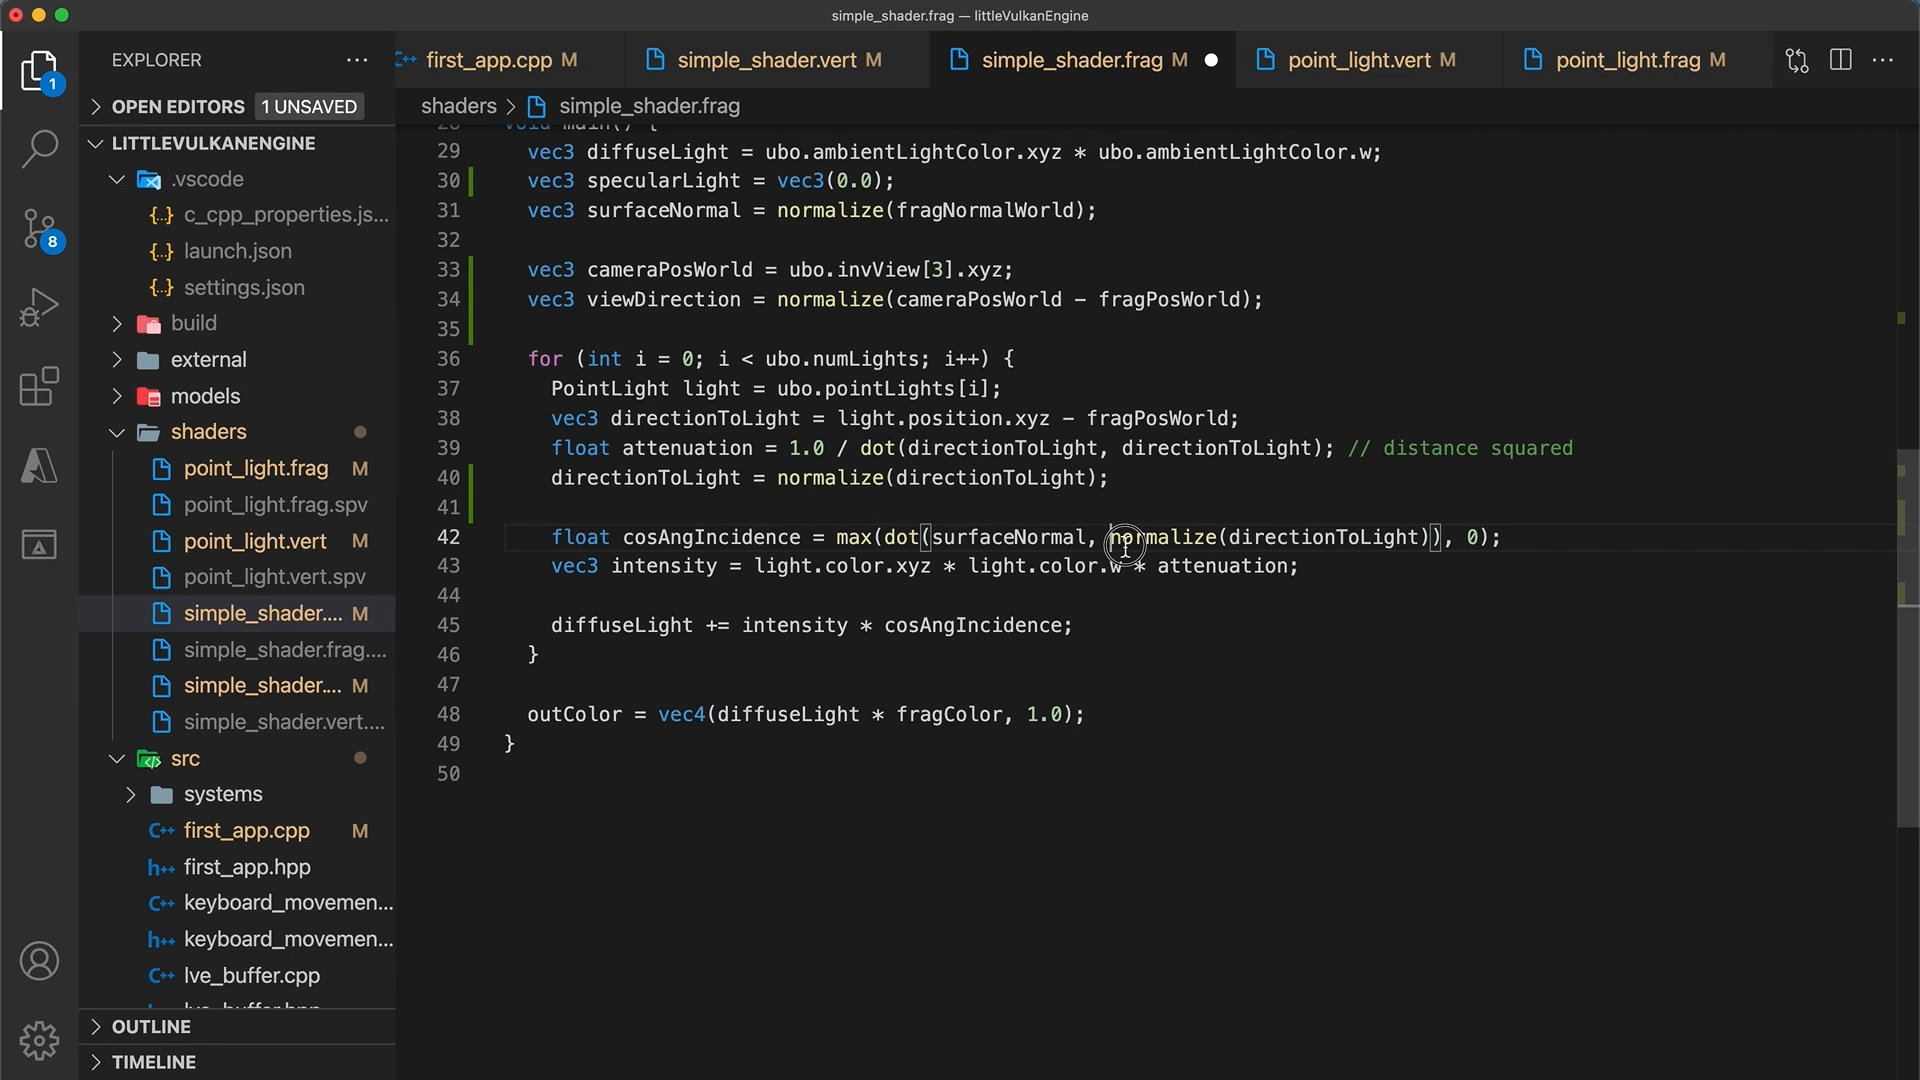 simple_shader.frag — littleVulkanEngine
EXPLORER
first_app.cpp M
simple_shader.vert M
simple_shader.frag M
point_light.vert M
point_light.frag M
1
OPEN EDITORS 1 UNSAVED
shaders > simple_shader.frag
LITTLEVULKANENGINE
.vscode
{..} c_cpp_properties.js...
{..} launch.json
{..} settings.json
build
external
models
shaders
point_light.frag M
point_light.frag.spv
point_light.vert M
point_light.vert.spv
simple_shader.... M
simple_shader.frag....
simple_shader.... M
simple_shader.vert....
src
systems
C++ first_app.cpp M
h++ first_app.hpp
C++ keyboard_movemen...
h++ keyboard_movemen...
C++ lve_buffer.cpp
OUTLINE
TIMELINE
8
28 void main() {
29 vec3 diffuseLight = ubo.ambientLightColor.xyz * ubo.ambientLightColor.w;
30 vec3 specularLight = vec3(0.0);
31 vec3 surfaceNormal = normalize(fragNormalWorld);
32
33 vec3 cameraPosWorld = ubo.invView[3].xyz;
34 vec3 viewDirection = normalize(cameraPosWorld - fragPosWorld);
35
36 for (int i = 0; i < ubo.numLights; i++) {
37 PointLight light = ubo.pointLights[i];
38 vec3 directionToLight = light.position.xyz - fragPosWorld;
39 float attenuation = 1.0 / dot(directionToLight, directionToLight); // distance squared
40 directionToLight = normalize(directionToLight);
41
42 float cosAngIncidence = max(dot(surfaceNormal, normalize(directionToLight)), 0);
43 vec3 intensity = light.color.xyz * light.color.w * attenuation;
44
45 diffuseLight += intensity * cosAngIncidence;
46 }
47
48 outColor = vec4(diffuseLight * fragColor, 1.0);
49 }
50